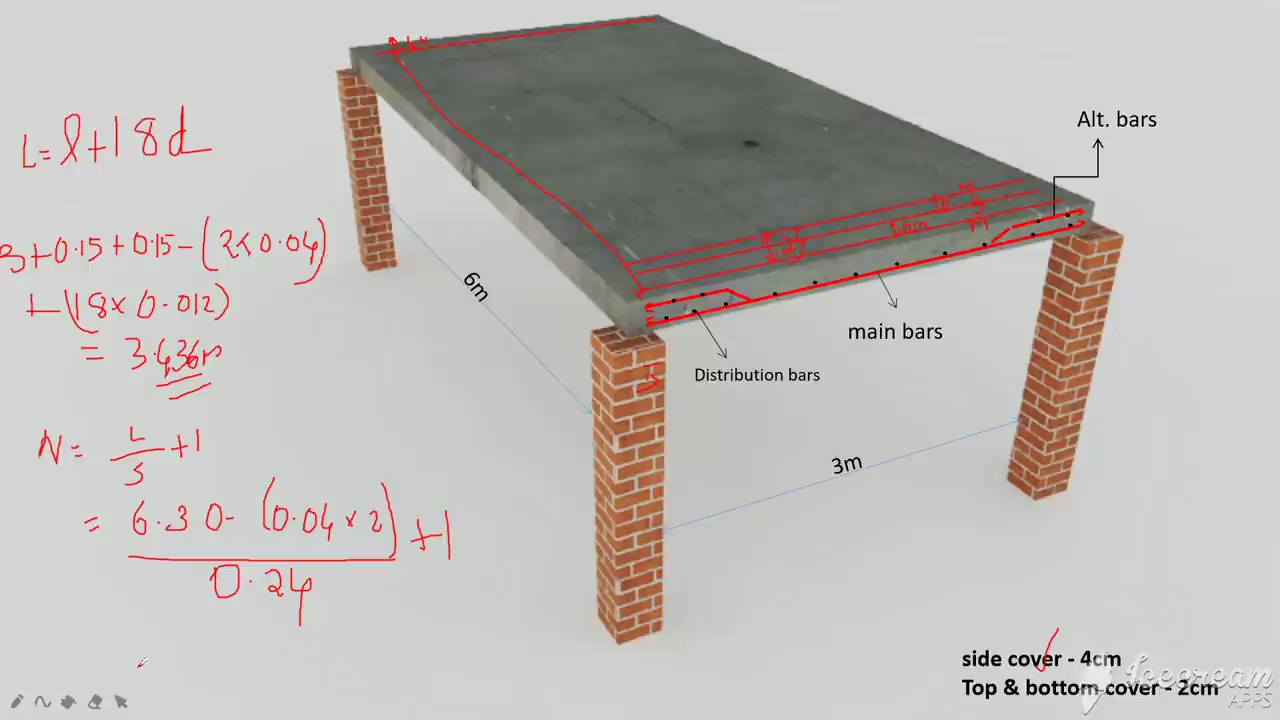 L = l + 18d
3 + 0.15 + 0.15 - (2 x 0.04)
+ (18 x 0.012)
= 3.436m
N = L/S + 1
= 6.30 - (0.04 x 2) / 0.24 + 1
Alt. bars
main bars
Distribution bars
6m
3m
side cover - 4cm
Top & bottom cover - 2cm
Icecream
APPS